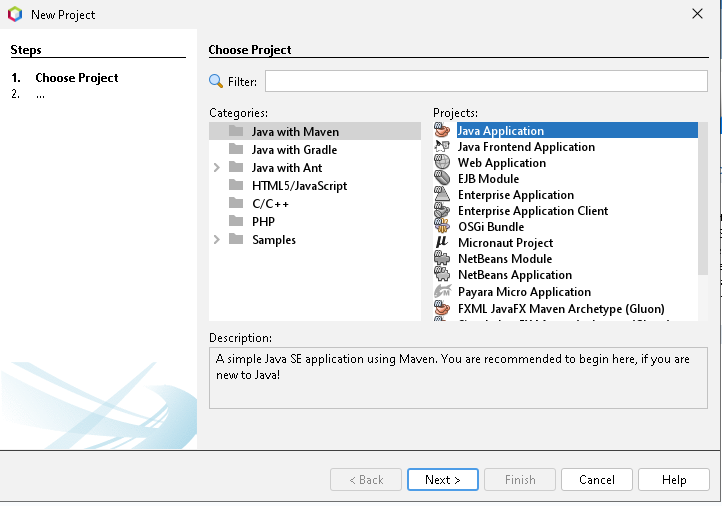 New Project
Steps
1. Choose Project
2. ...
Choose Project
Filter:
Categories:
Java with Maven
Java with Gradle
Java with Ant
HTML5/JavaScript
C/C++
PHP
Samples
Projects:
Java Application
Java Frontend Application
Web Application
EJB Module
Enterprise Application
Enterprise Application Client
OSGi Bundle
Micronaut Project
NetBeans Module
NetBeans Application
Payara Micro Application
FXML JavaFX Maven Archetype (Gluon)
Description:
A simple Java SE application using Maven. You are recommended to begin here, if you are
new to Java!
< Back
Next >
Finish
Cancel
Help